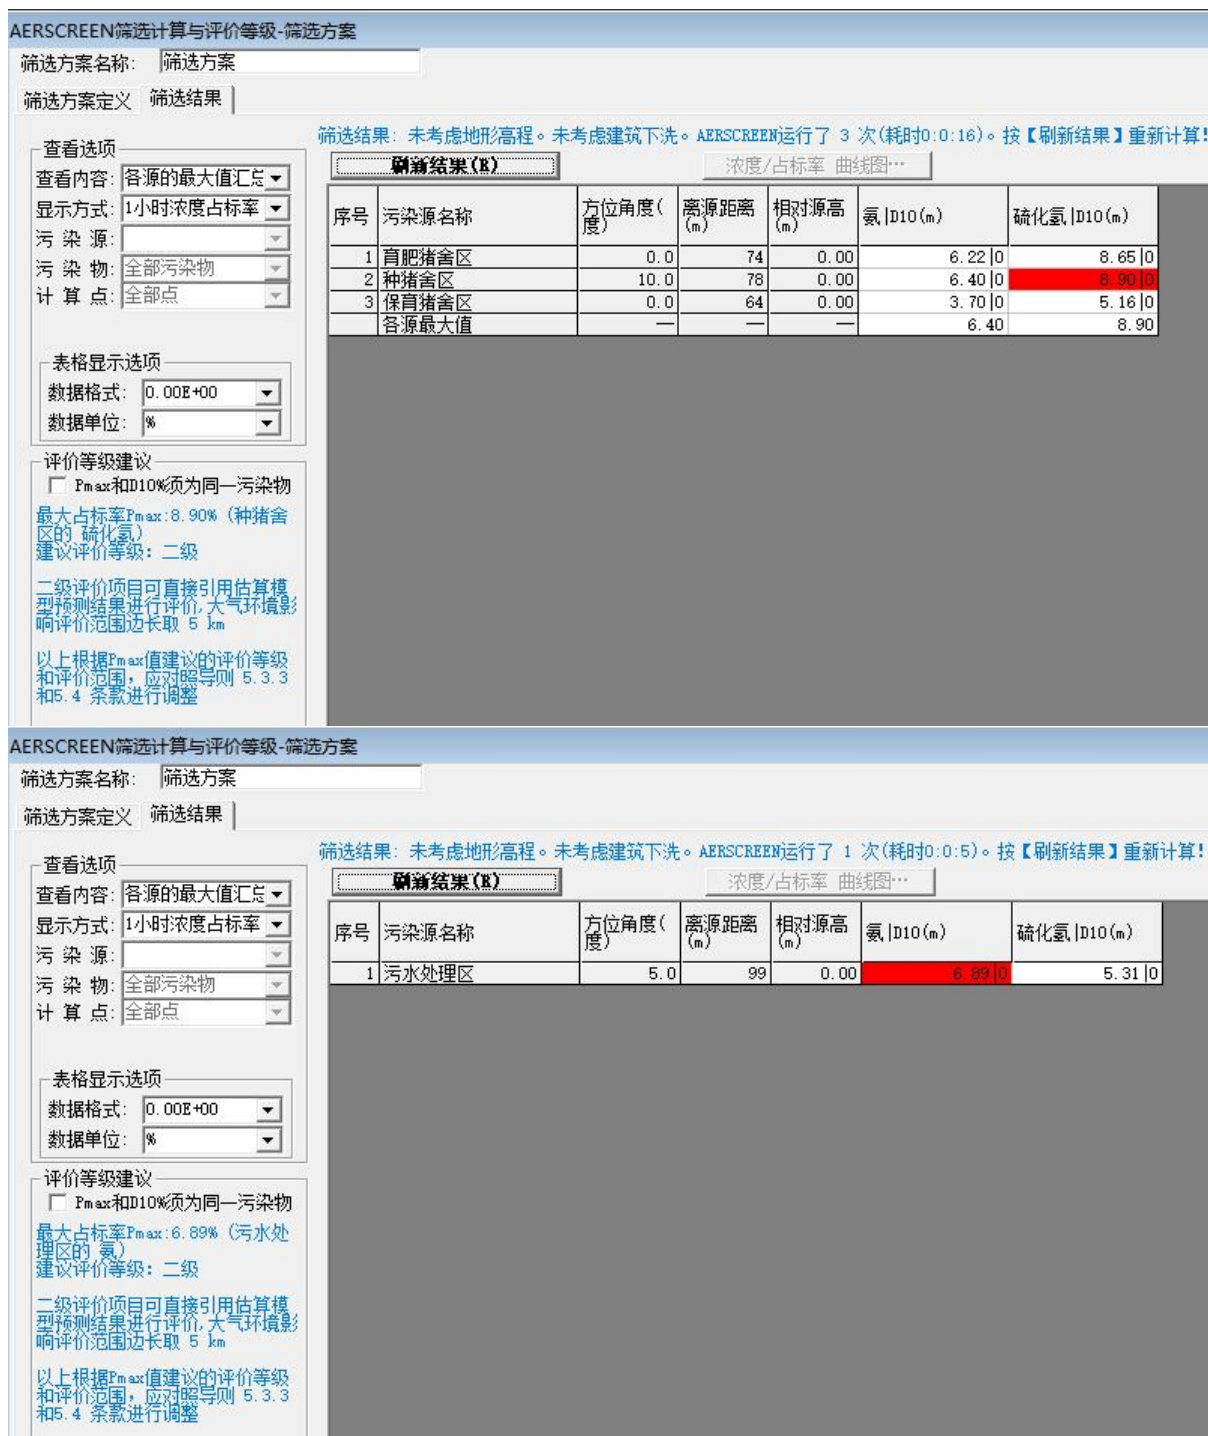 AERSCREEN筛选计算与评价等级-筛选方案
筛选方案名称: 筛选方案
筛选方案定义 筛选结果
筛选结果: 未考虑地形高程。未考虑建筑下洗。AERSCREEN运行了 3 次(耗时0:0:16)。按【刷新结果】重新计算!
查看选项
刷新结果(R) 浓度/占标率 曲线图…
查看内容: 各源的最大值汇总
显示方式: 1小时浓度占标率
污 染 源:
污 染 物: 全部污染物
计 算 点: 全部点
序号 污染源名称 方位角度(度) 离源距离(m) 相对源高(m) 氨|D10(m) 硫化氢|D10(m)
1 育肥猪舍区 0.0 74 0.00 6.22|0 8.65|0
2 种猪舍区 10.0 78 0.00 6.40|0 8.90|0
3 保育猪舍区 0.0 64 0.00 3.70|0 5.16|0
各源最大值 — — — 6.40 8.90
表格显示选项
数据格式: 0.00E+00
数据单位: %
评价等级建议
Pmax和D10%须为同一污染物
最大占标率Pmax:8.90% (种猪舍
区的 硫化氢)
建议评价等级: 二级
二级评价项目可直接引用估算模
型预测结果进行评价,大气环境影
响评价范围边长取 5 km
以上根据Pmax值建议的评价等级
和评价范围,应对照导则 5.3.3
和5.4 条款进行调整
AERSCREEN筛选计算与评价等级-筛选方案
筛选方案名称: 筛选方案
筛选方案定义 筛选结果
筛选结果: 未考虑地形高程。未考虑建筑下洗。AERSCREEN运行了 1 次(耗时0:0:5)。按【刷新结果】重新计算!
查看选项
刷新结果(R) 浓度/占标率 曲线图…
查看内容: 各源的最大值汇总
显示方式: 1小时浓度占标率
污 染 源:
污 染 物: 全部污染物
计 算 点: 全部点
序号 污染源名称 方位角度(度) 离源距离(m) 相对源高(m) 氨|D10(m) 硫化氢|D10(m)
1 污水处理区 5.0 99 0.00 6.89|0 5.31|0
表格显示选项
数据格式: 0.00E+00
数据单位: %
评价等级建议
Pmax和D10%须为同一污染物
最大占标率Pmax:6.89% (污水处
理区的 氨)
建议评价等级: 二级
二级评价项目可直接引用估算模
型预测结果进行评价,大气环境影
响评价范围边长取 5 km
以上根据Pmax值建议的评价等级
和评价范围,应对照导则 5.3.3
和5.4 条款进行调整